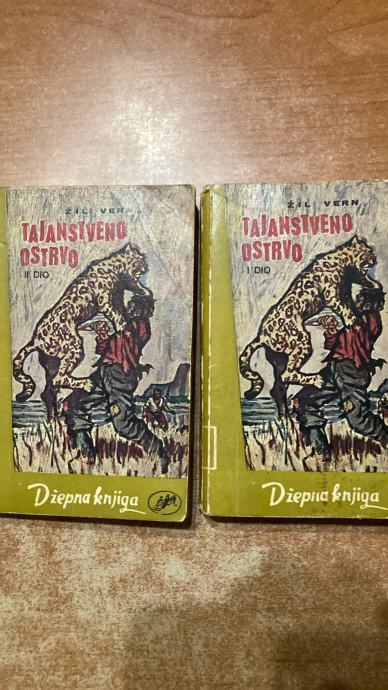 ŽIL VERN
TAJANSTVENO
OSTRVO
II DIO
Džepna knjiga
ŽIL VERN
TAJANSTVENO
OSTRVO
I DIO
Džepna knjiga